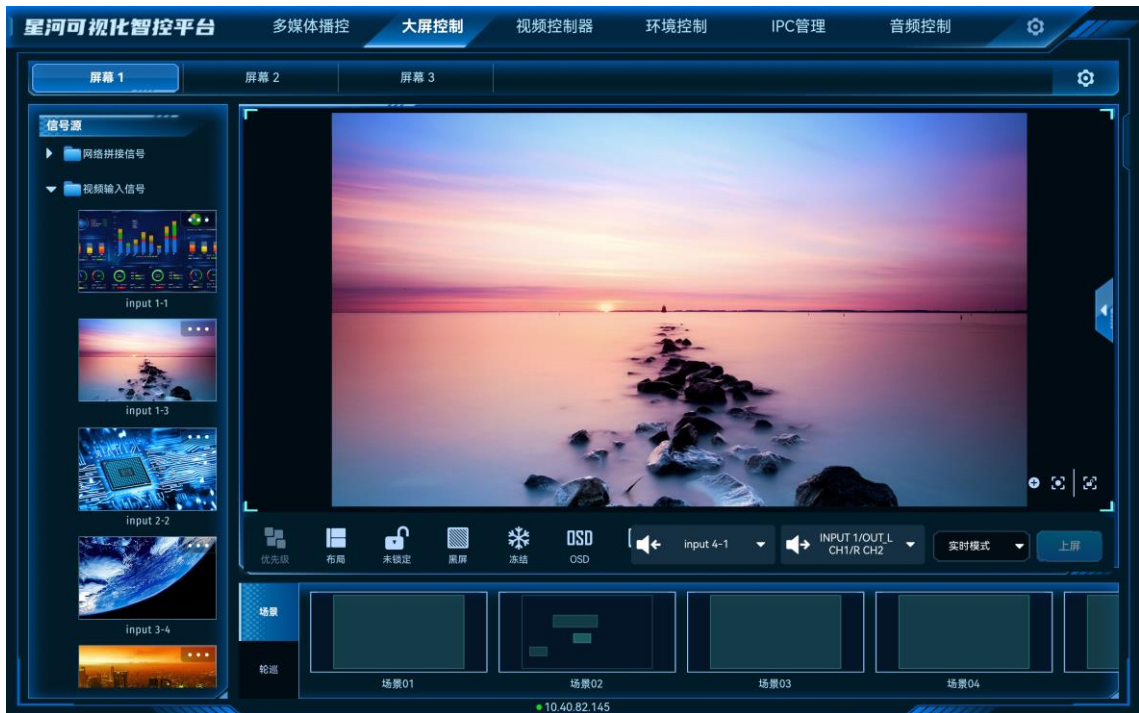 星河可视化智控平台
多媒体播控
大屏控制
视频控制器
环境控制
IPC管理
音频控制
屏幕 1
屏幕 2
屏幕 3
信号源
网络拼接信号
视频输入信号
input 1-1
input 1-3
input 2-2
input 3-4
优先级
布局
未锁定
黑屏
冻结
OSD
OSD
input 4-1
INPUT 1/OUT_L
CH1/R CH2
实时模式
上屏
场景
轮巡
场景01
场景02
场景03
场景04
10.40.82.145